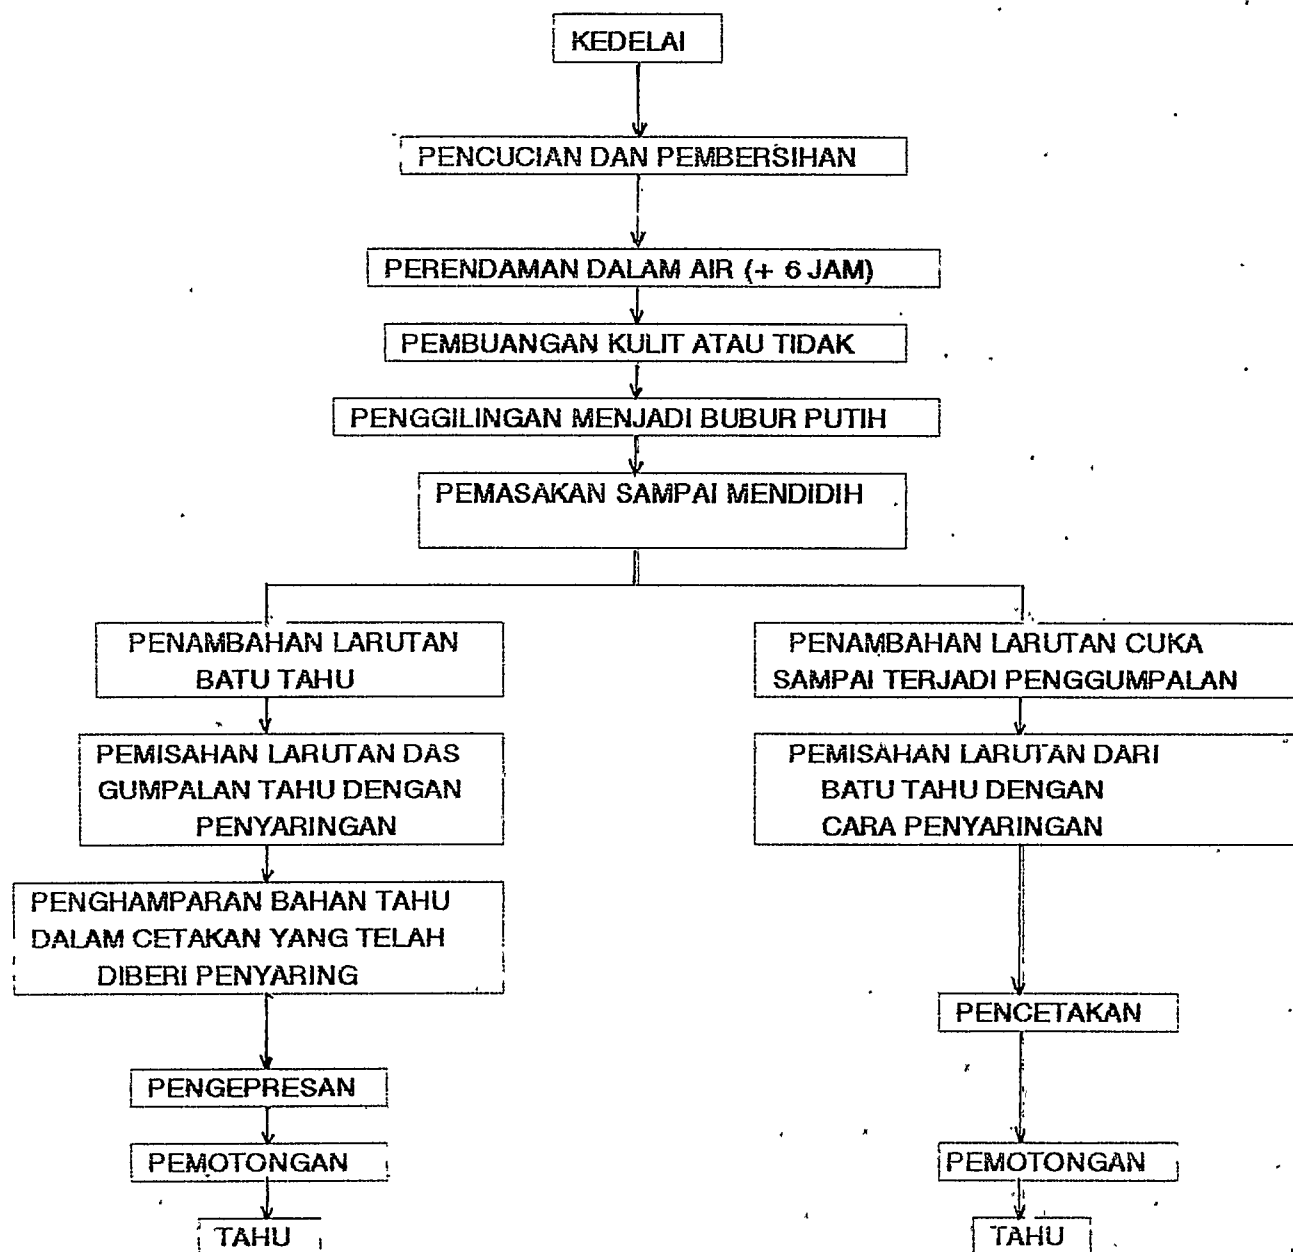 KEDELAI
PENCUCIAN DAN PEMBERSIHAN
PERENDAMAN DALAM AIR (+ 6 JAM)
PEMBUANGAN KULIT ATAU TIDAK
PENGGILINGAN MENJADI BUBUR PUTIH
PEMASAKAN SAMPAI MENDIDIH
PENAMBAHAN LARUTAN
BATU TAHU
PEMISAHAN LARUTAN DAS
GUMPALAN TAHU DENGAN
PENYARINGAN
PENGHAMPARAN BAHAN TAHU
DALAM CETAKAN YANG TELAH
DIBERI PENYARING
PENGEPRESAN
PEMOTONGAN
TAHU
PENAMBAHAN LARUTAN CUKA
SAMPAI TERJADI PENGGUMPALAN
PEMISAHAN LARUTAN DARI
BATU TAHU DENGAN
CARA PENYARINGAN
PENCETAKAN
PEMOTONGAN
TAHU